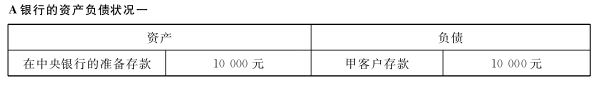 A 银行的资产负债状况一
资产 负债
在中央银行的准备存款 10 000 元 甲客户存款 10 000 元